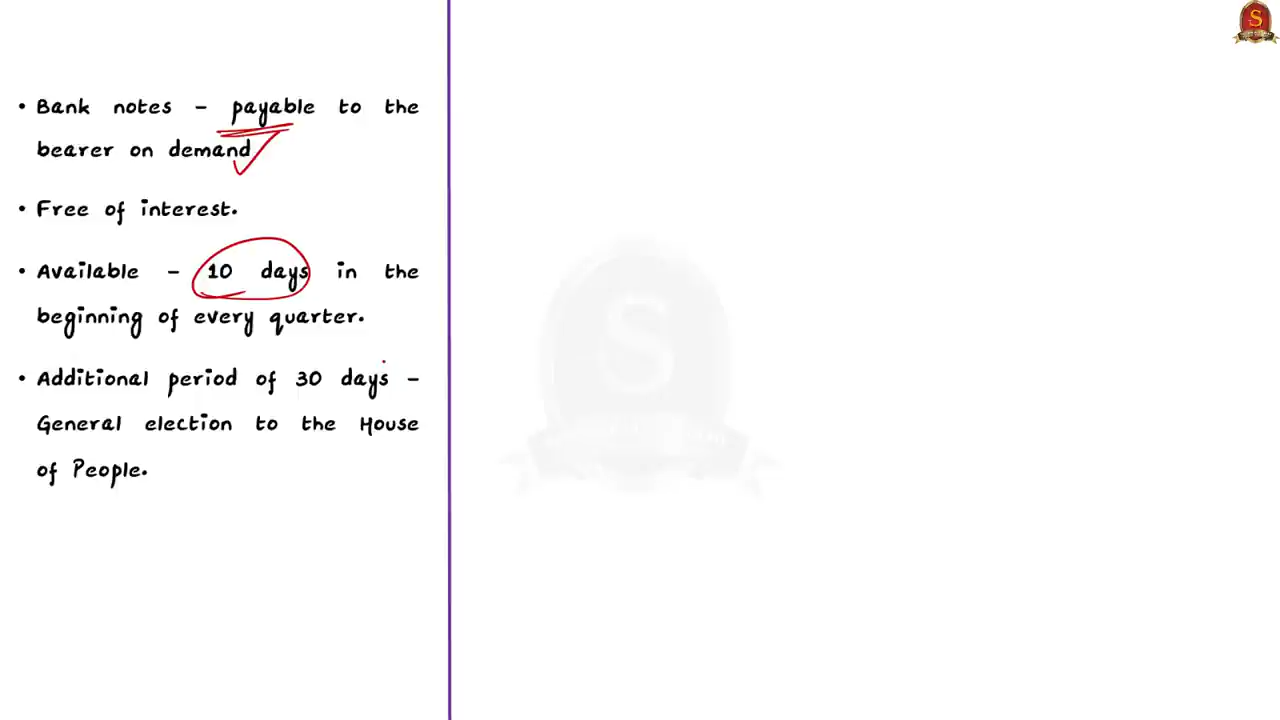 • Bank notes – payable to the
bearer on demand
• Free of interest.
• Available – 10 days in the
beginning of every quarter.
• Additional period of 30 days –
General election to the House
of People.
S
S